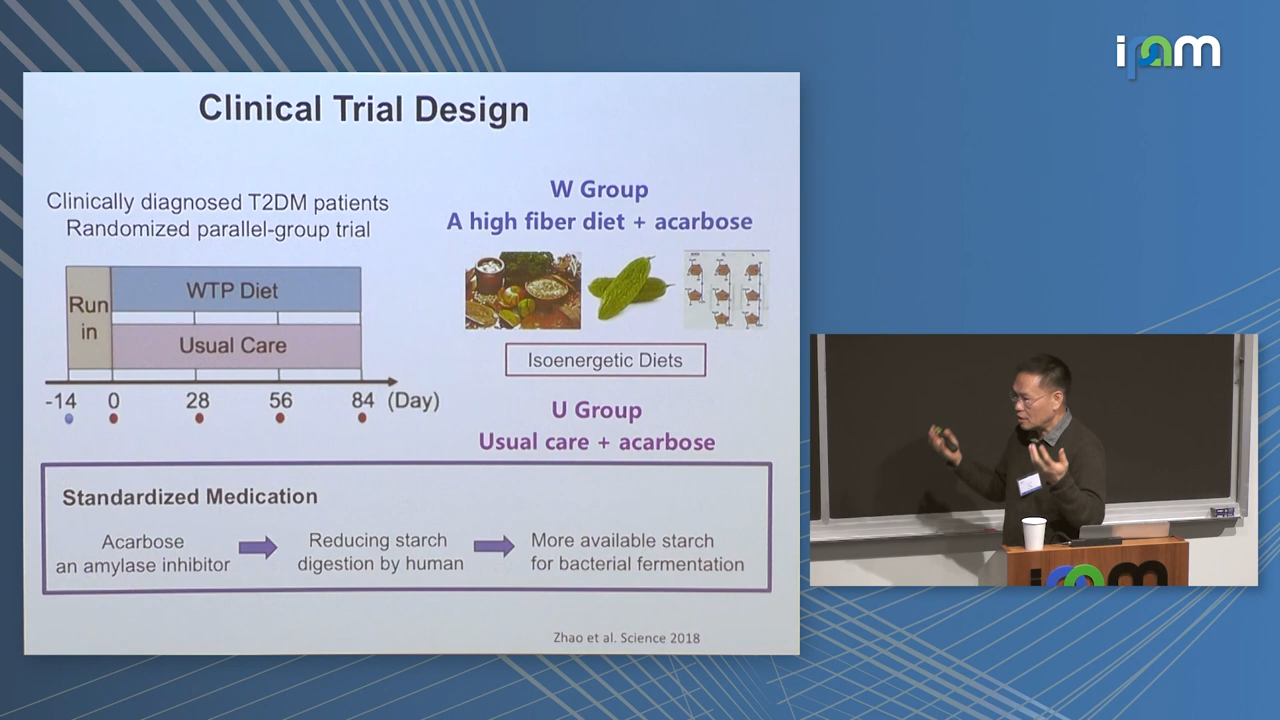 ipam
Clinical Trial Design
Clinically diagnosed T2DM patients
Randomized parallel-group trial
Run
in
WTP Diet
Usual Care
-14 0 28 56 84 (Day)
W Group
A high fiber diet + acarbose
Isoenergetic Diets
U Group
Usual care + acarbose
Standardized Medication
Acarbose
an amylase inhibitor
Reducing starch
digestion by human
More available starch
for bacterial fermentation
Zhao et al. Science 2018
ipam